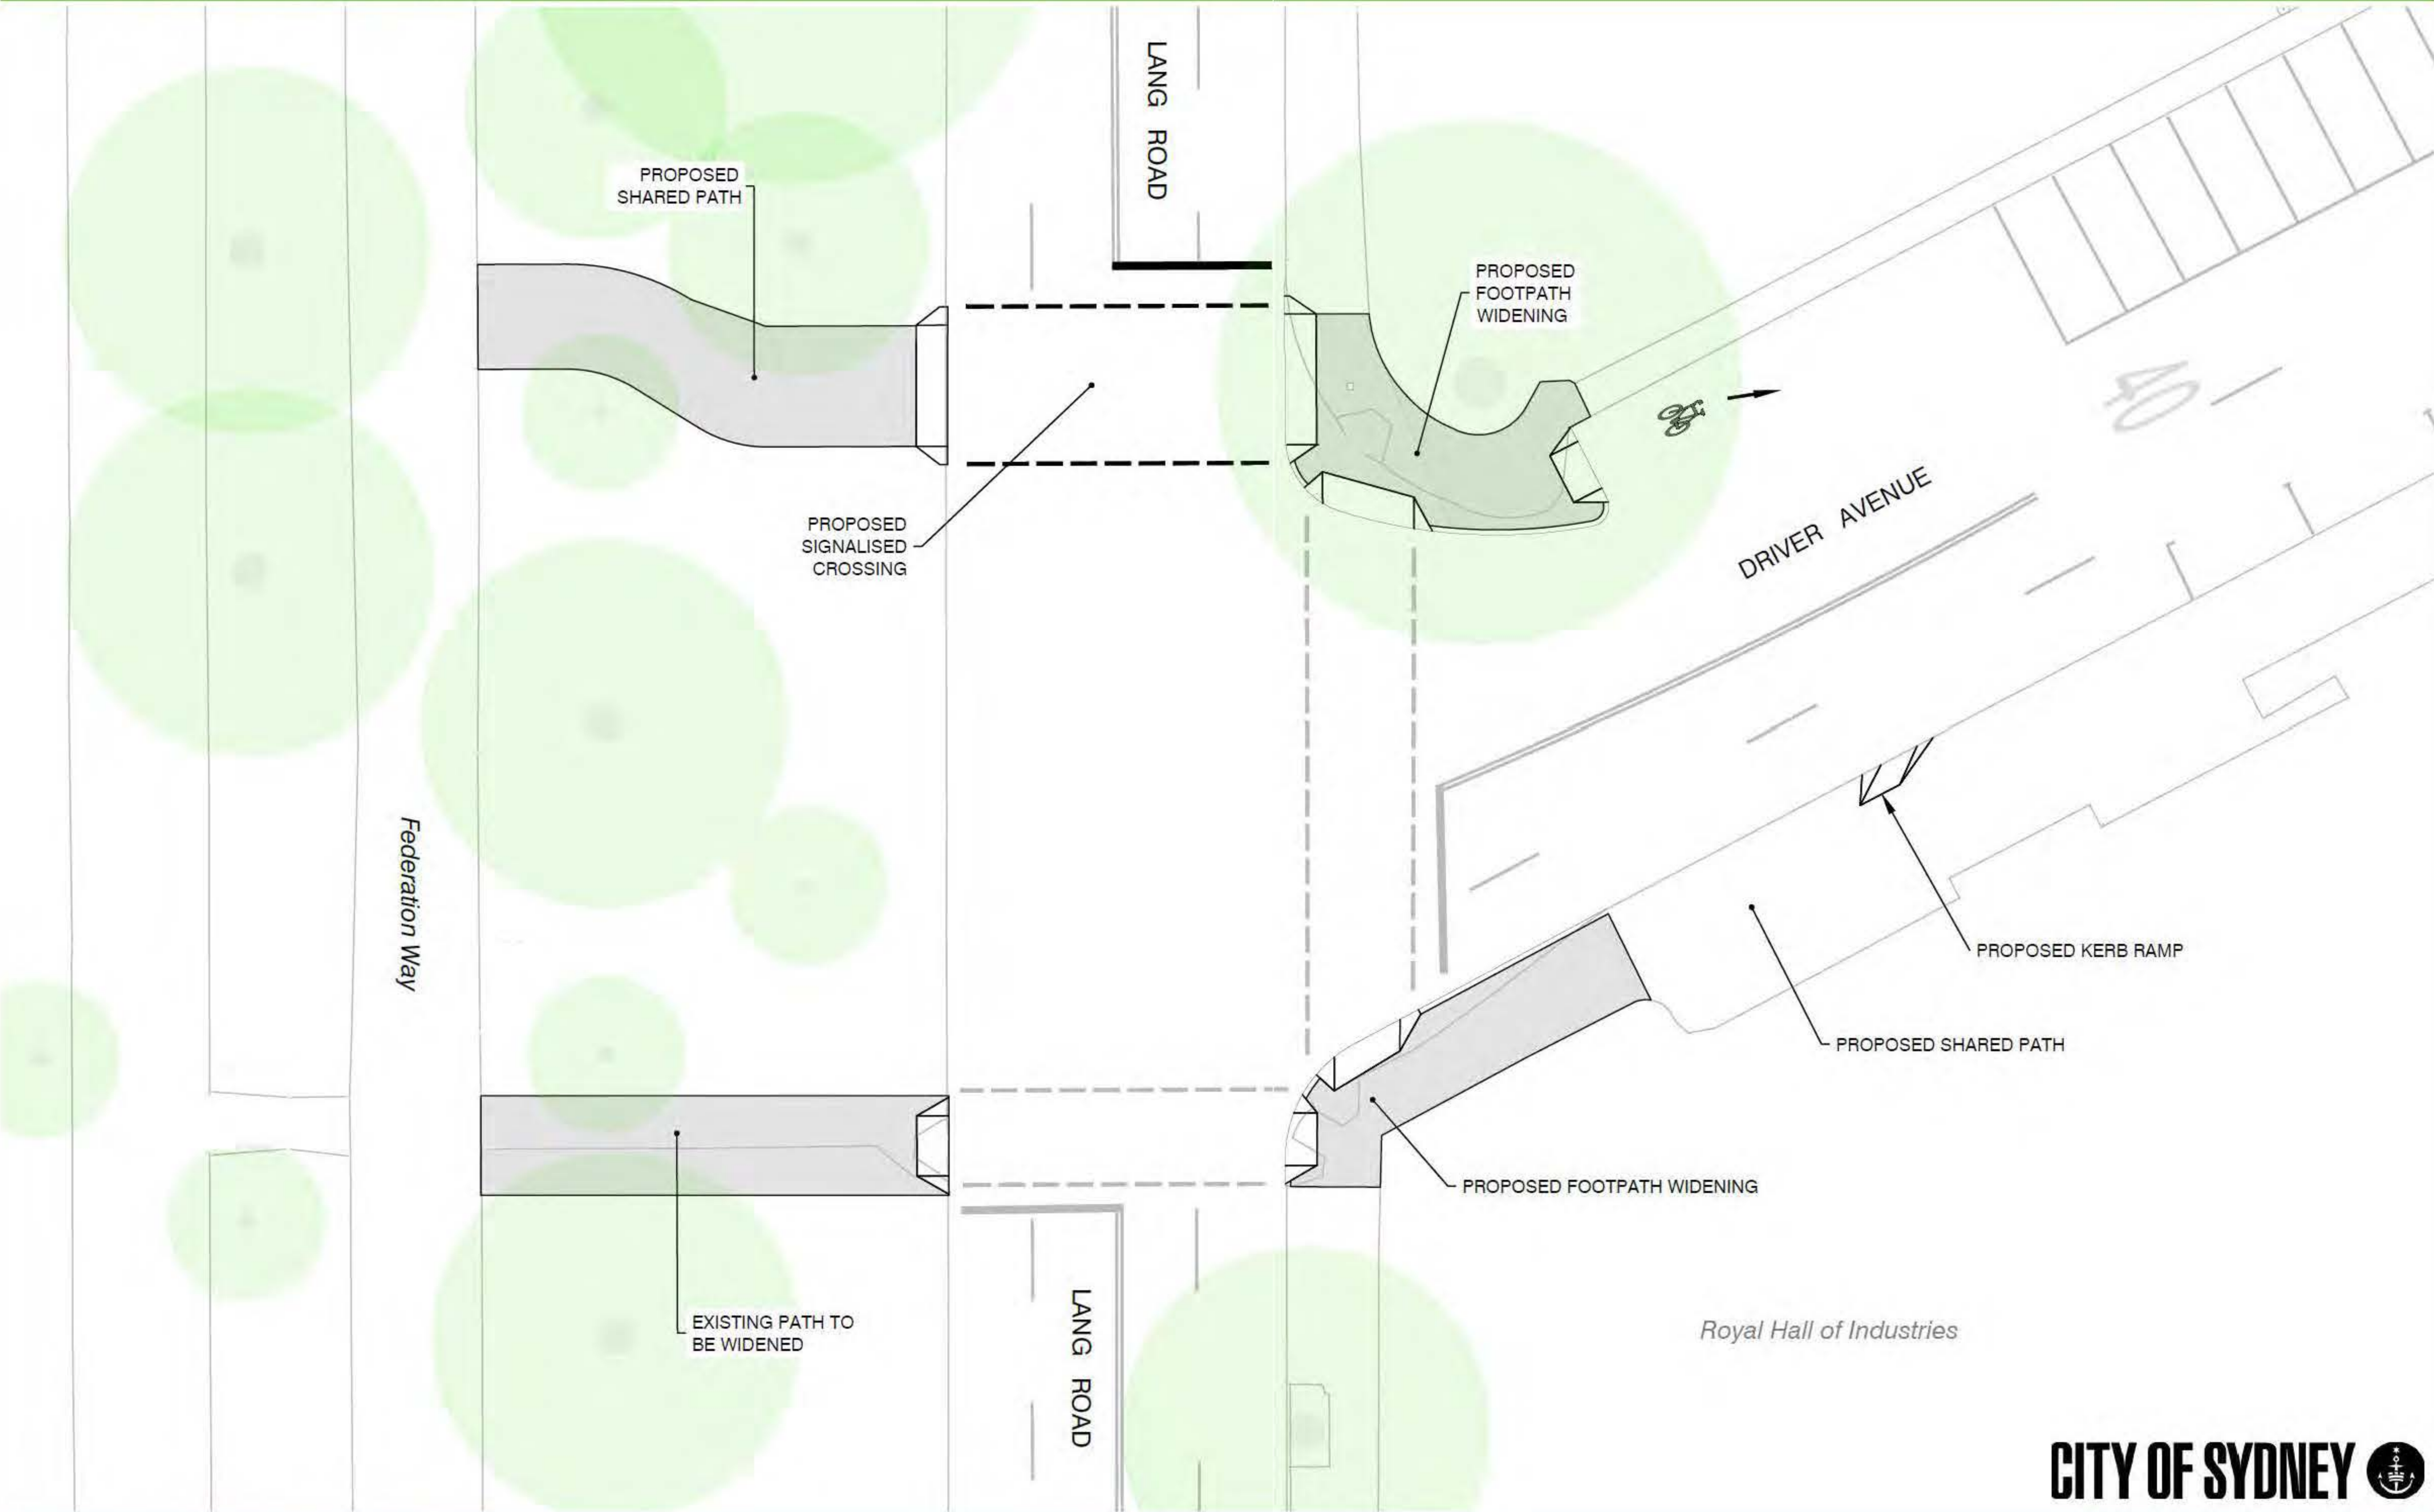 LANG ROAD
PROPOSED
SHARED PATH
PROPOSED
FOOTPATH
WIDENING
40
PROPOSED
SIGNALISED
CROSSING
DRIVER AVENUE
Federation Way
PROPOSED KERB RAMP
PROPOSED SHARED PATH
PROPOSED FOOTPATH WIDENING
EXISTING PATH TO
BE WIDENED
LANG ROAD
Royal Hall of Industries
CITY OF SYDNEY